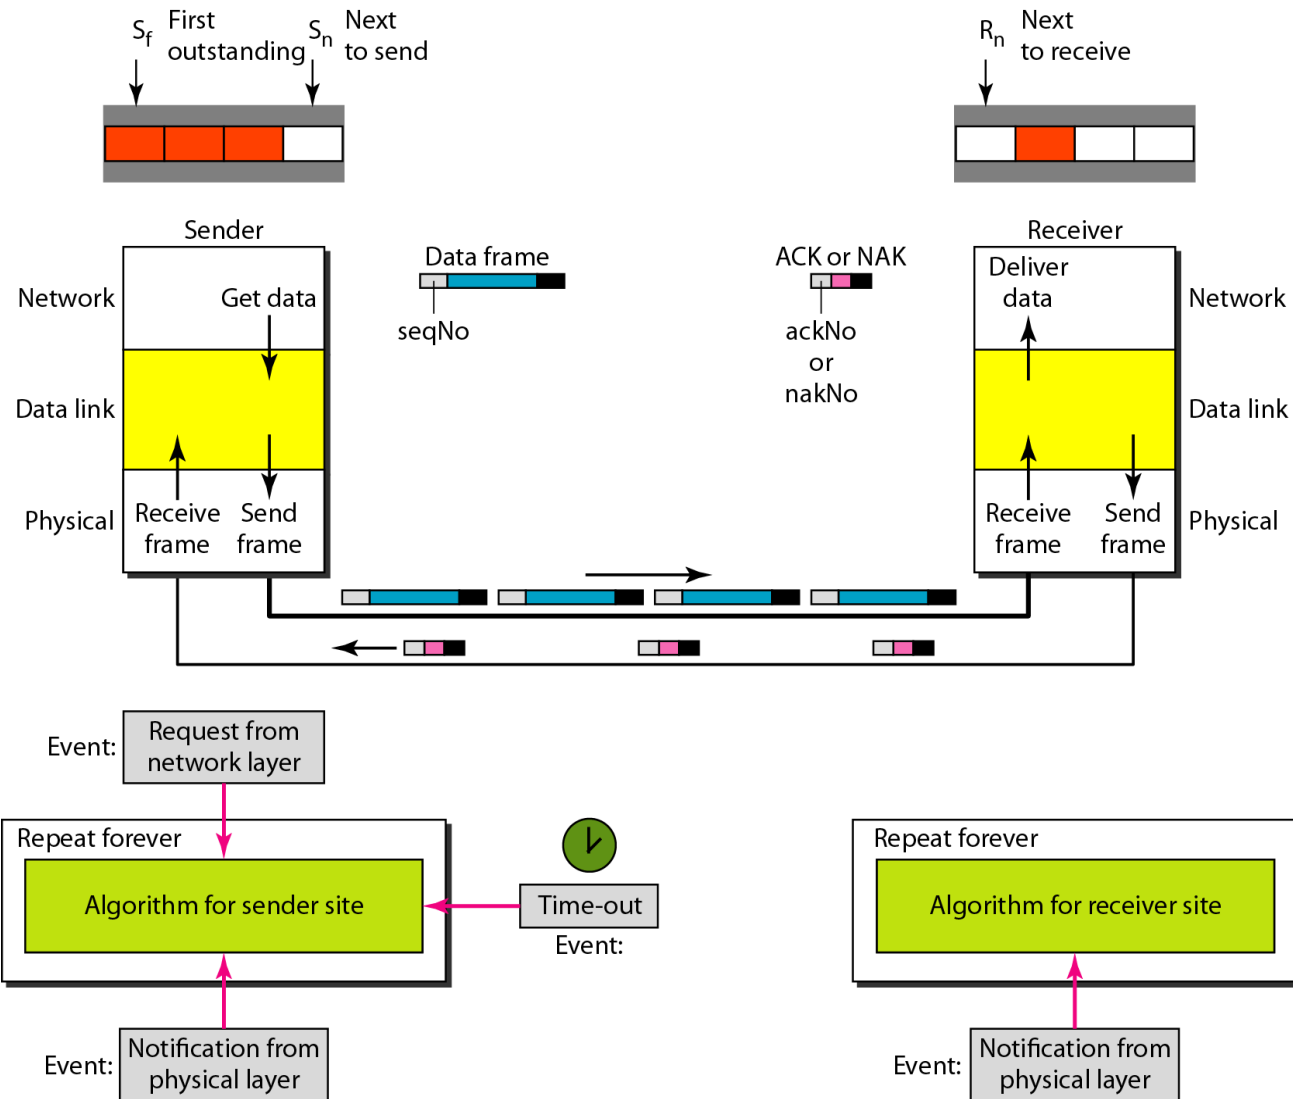 Sf First outstanding
Sn Next to send
Rn Next to receive
Sender
Receiver
Data frame
seqNo
ACK or NAK
ackNo
or
nakNo
Network
Get data
Data link
Physical
Receive
frame
Send
frame
Deliver
data
Network
Data link
Receive
frame
Send
frame
Physical
Event:
Request from
network layer
Repeat forever
Algorithm for sender site
Time-out
Event:
Event:
Notification from
physical layer
Repeat forever
Algorithm for receiver site
Event:
Notification from
physical layer